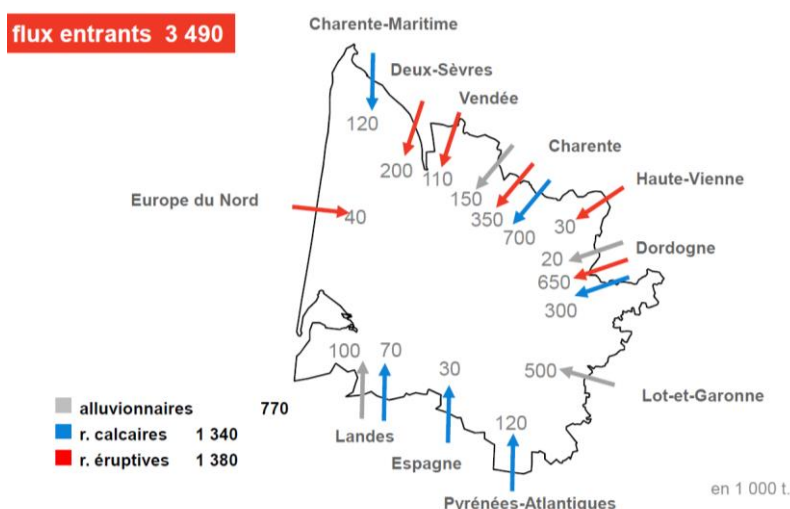 flux entrants 3 490
Charente-Maritime
Deux-Sèvres
Vendée
120
Charente
200
110
150
Haute-Vienne
Europe du Nord
350
40
700
30
20
Dordogne
650
300
100
70
30
500
Lot-et-Garonne
alluvionnaires 770
120
r. calcaires 1 340
Landes
r. éruptives 1 380
Espagne
en 1 000 t.
Pyrénées-Atlantiques